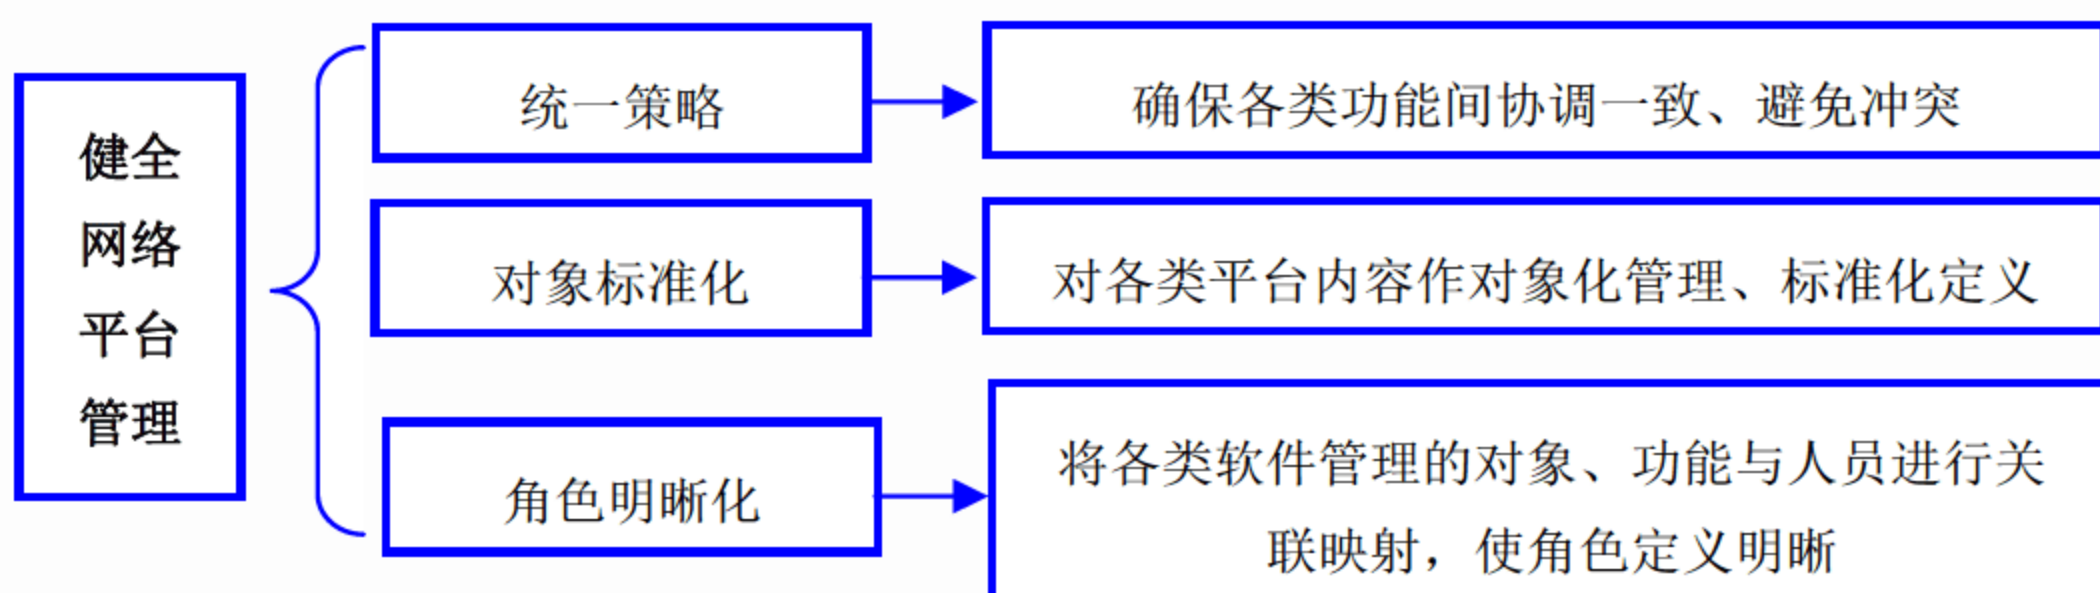 健全
网络
平台
管理
统一策略
确保各类功能间协调一致、避免冲突
对象标准化
对各类平台内容作对象化管理、标准化定义
角色明晰化
将各类软件管理的对象、功能与人员进行关
联映射，使角色定义明晰